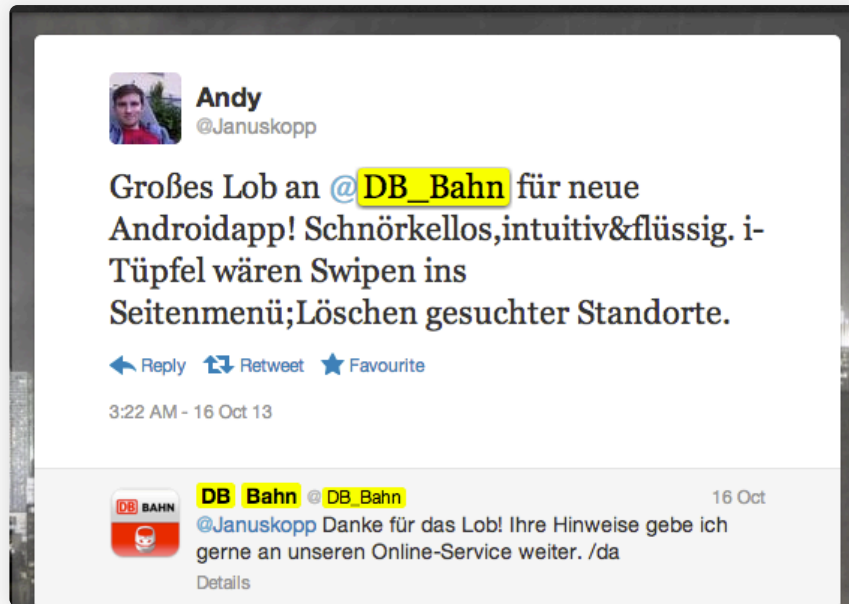 Andy
@Januskopp
Großes Lob an @DB_Bahn für neue
Androidapp! Schnörkellos,intuitiv&flüssig. i-
Tüpfel wären Swipen ins
Seitenmenü;Löschen gesuchter Standorte.
Reply Retweet Favourite
3:22 AM - 16 Oct 13
DB BAHN
DB Bahn @DB_Bahn 16 Oct
@Januskopp Danke für das Lob! Ihre Hinweise gebe ich
gerne an unseren Online-Service weiter. /da
Details